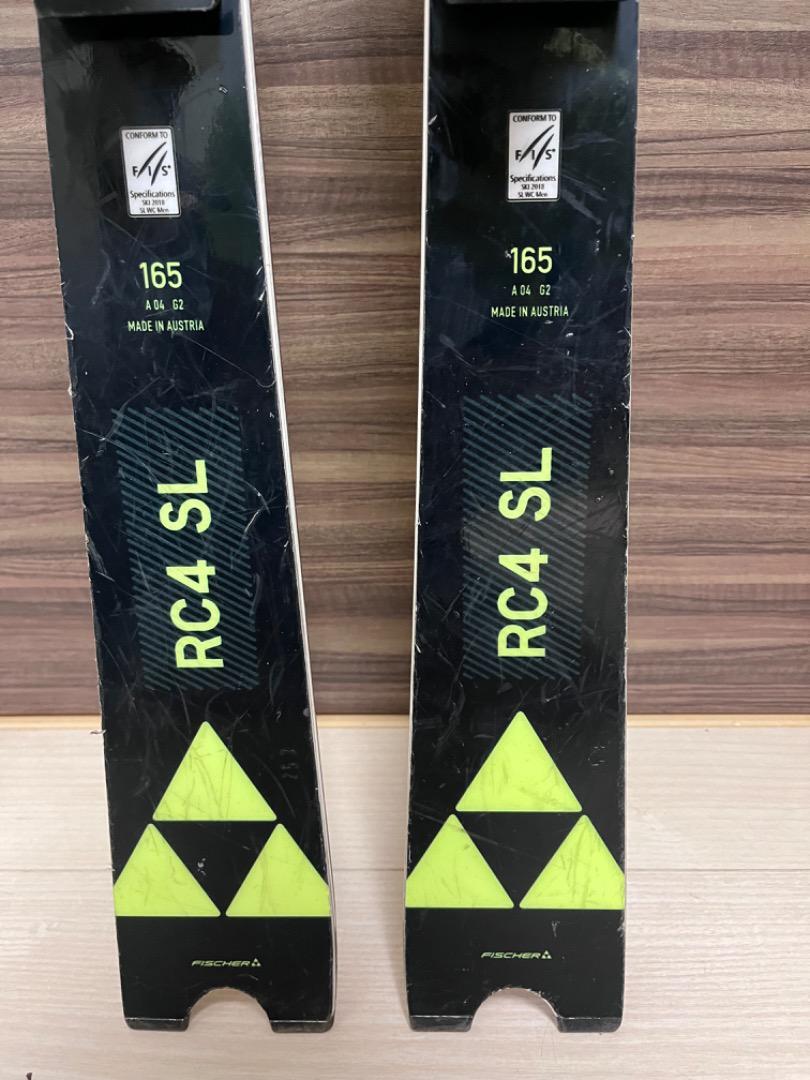 CONFORM TO
FIS
Specifications
SKI 2018
SL WC Men
165
A 04 G2
MADE IN AUSTRIA
RC4 SL
FISCHER
CONFORM TO
FIS
Specifications
SKI 2018
SL WC Men
165
A 04 G2
MADE IN AUSTRIA
RC4 SL
FISCHER